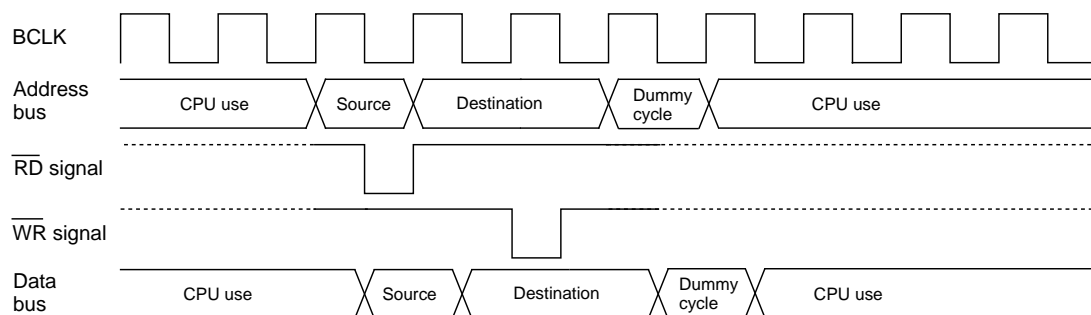 BCLK
Address
bus
CPU use
Source
Destination
Dummy
cycle
CPU use
RD signal
WR signal
Data
bus
CPU use
Source
Destination
Dummy
cycle
CPU use